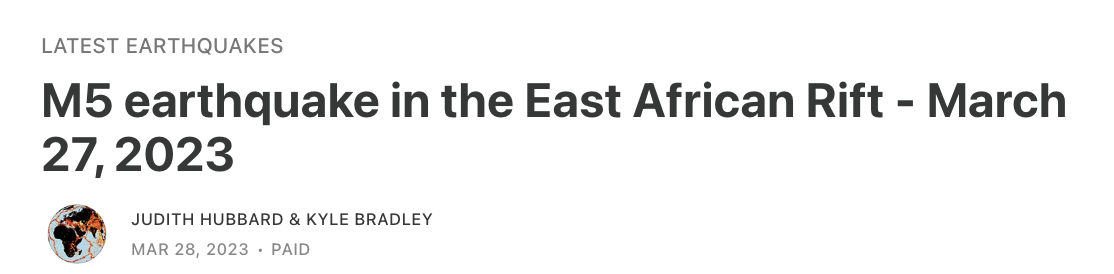 LATEST EARTHQUAKES
M5 earthquake in the East African Rift - March
27, 2023
JUDITH HUBBARD & KYLE BRADLEY
MAR 28, 2023 · PAID